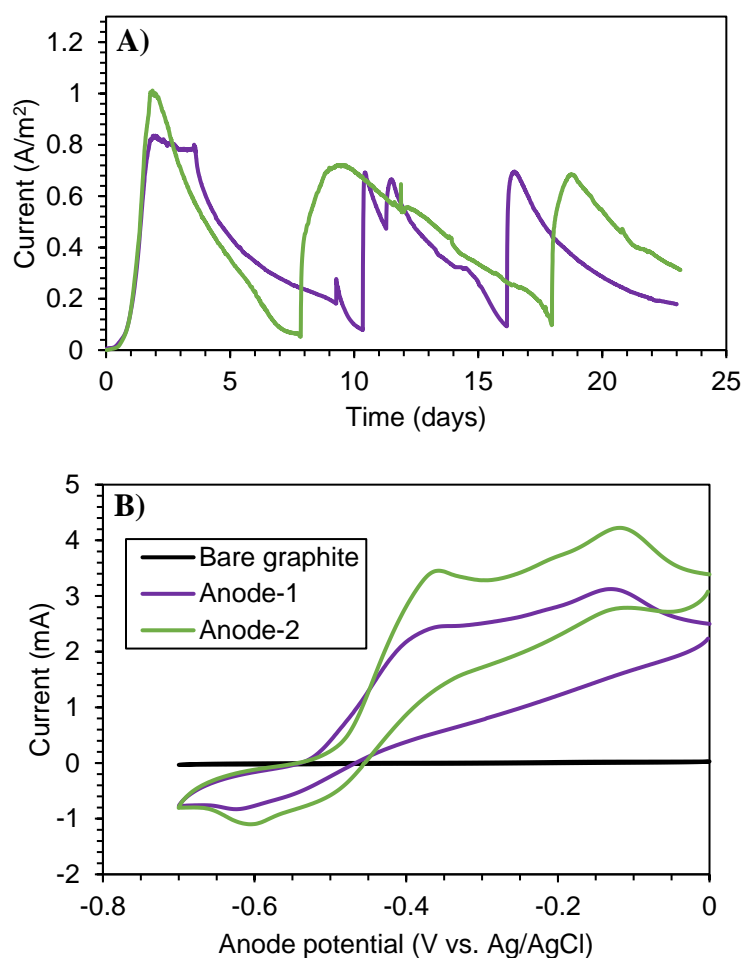 A)
Current (A/m²)
1.2
1
0.8
0.6
0.4
0.2
0
0 5 10 15 20 25
Time (days)
B)
Current (mA)
5
4
3
2
1
0
-1
-2
Bare graphite
Anode-1
Anode-2
-0.8 -0.6 -0.4 -0.2 0
Anode potential (V vs. Ag/AgCl)